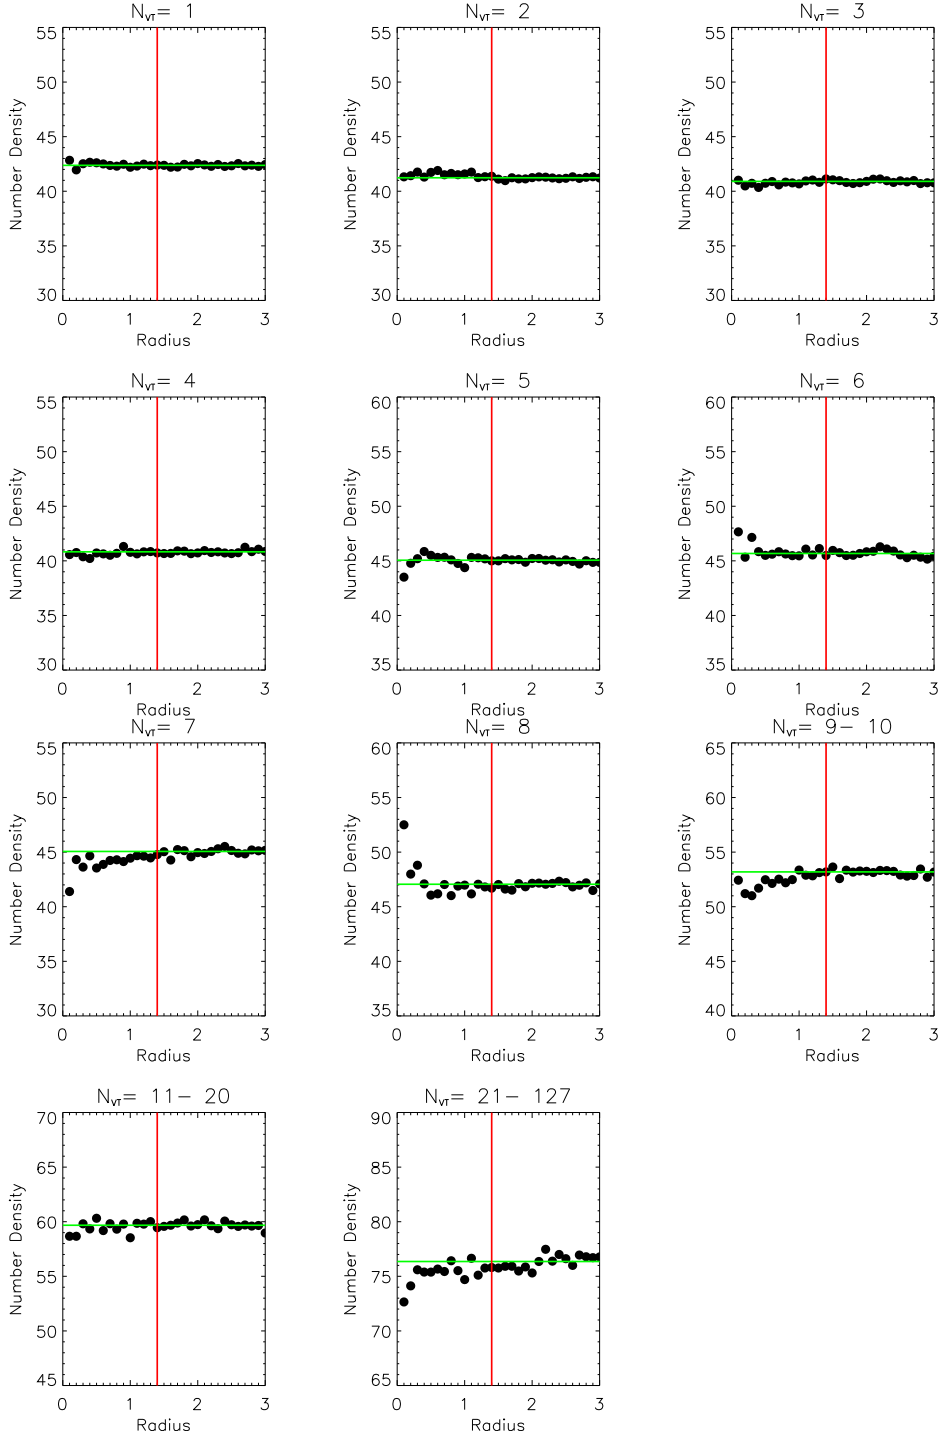 N_VT= 1
N_VT= 2
N_VT= 3
Number Density
55
50
45
40
35
30
0 1 2 3
Radius
Number Density
55
50
45
40
35
30
0 1 2 3
Radius
Number Density
55
50
45
40
35
30
0 1 2 3
Radius
N_VT= 4
N_VT= 5
N_VT= 6
Number Density
55
50
45
40
35
30
0 1 2 3
Radius
Number Density
60
55
50
45
40
35
0 1 2 3
Radius
Number Density
60
55
50
45
40
35
0 1 2 3
Radius
N_VT= 7
N_VT= 8
N_VT= 9– 10
Number Density
55
50
45
40
35
30
0 1 2 3
Radius
Number Density
60
55
50
45
40
35
0 1 2 3
Radius
Number Density
65
60
55
50
45
40
0 1 2 3
Radius
N_VT= 11– 20
N_VT= 21– 127
Number Density
70
65
60
55
50
45
0 1 2 3
Radius
Number Density
90
85
80
75
70
65
0 1 2 3
Radius